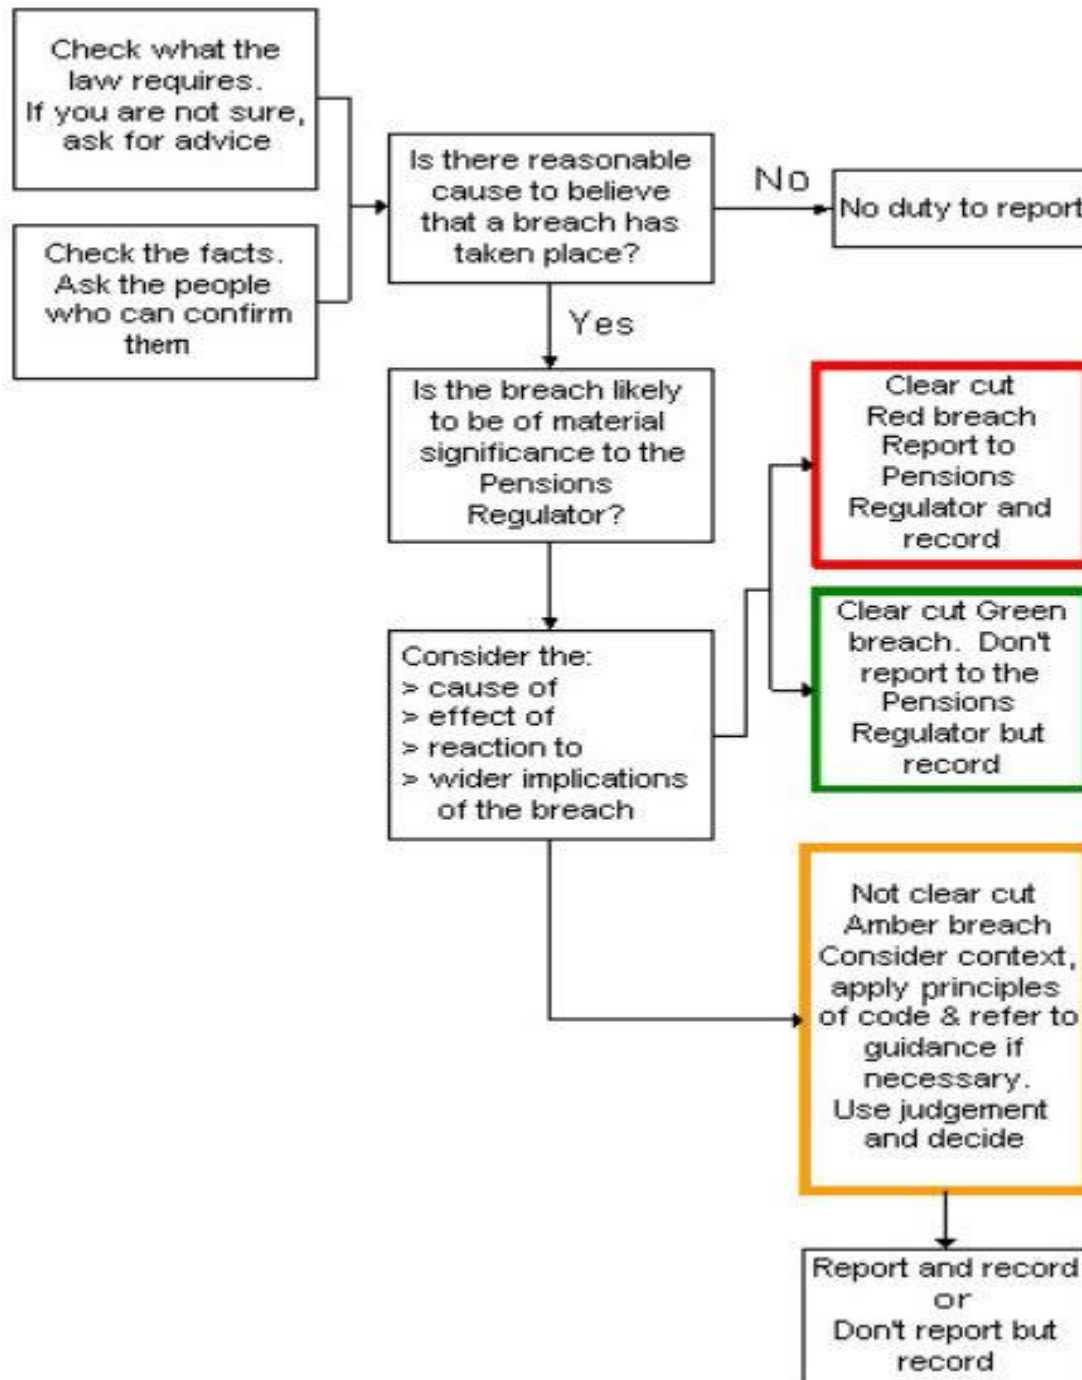 Check what the
law requires.
If you are not sure,
ask for advice
Check the facts.
Ask the people
who can confirm
them
Is there reasonable
cause to believe
that a breach has
taken place?
No
No duty to report
Yes
Is the breach likely
to be of material
significance to the
Pensions
Regulator?
Consider the:
> cause of
> effect of
> reaction to
> wider implications
of the breach
Clear cut
Red breach
Report to
Pensions
Regulator and
record
Clear cut Green
breach. Don't
report to the
Pensions
Regulator but
record
Not clear cut
Amber breach
Consider context,
apply principles
of code & refer to
guidance if
necessary.
Use judgement
and decide
Report and record
or
Don't report but
record